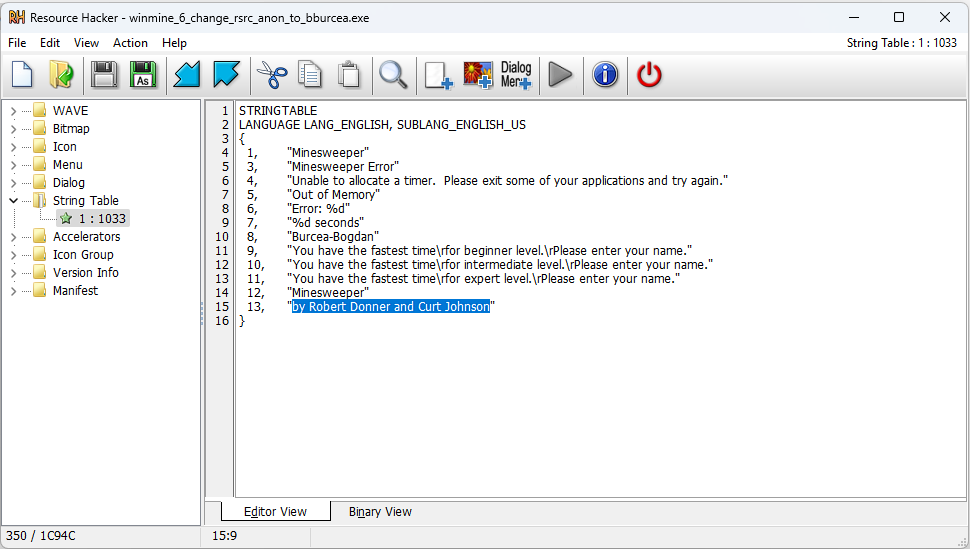 Resource Hacker - winmine_6_change_rsrc_anon_to_bburcea.exe
File Edit View Action Help String Table : 1 : 1033
As
Dialog
Menu
WAVE
Bitmap
Icon
Menu
Dialog
String Table
1 : 1033
Accelerators
Icon Group
Version Info
Manifest
1 STRINGTABLE
2 LANGUAGE LANG_ENGLISH, SUBLANG_ENGLISH_US
3 {
4 1, "Minesweeper"
5 3, "Minesweeper Error"
6 4, "Unable to allocate a timer.  Please exit some of your applications and try again."
7 5, "Out of Memory"
8 6, "Error: %d"
9 7, "%d seconds"
10 8, "Burcea-Bogdan"
11 9, "You have the fastest time\rfor beginner level.\rPlease enter your name."
12 10, "You have the fastest time\rfor intermediate level.\rPlease enter your name."
13 11, "You have the fastest time\rfor expert level.\rPlease enter your name."
14 12, "Minesweeper"
15 13, "by Robert Donner and Curt Johnson"
16 }
Editor View Binary View
350 / 1C94C 15:9